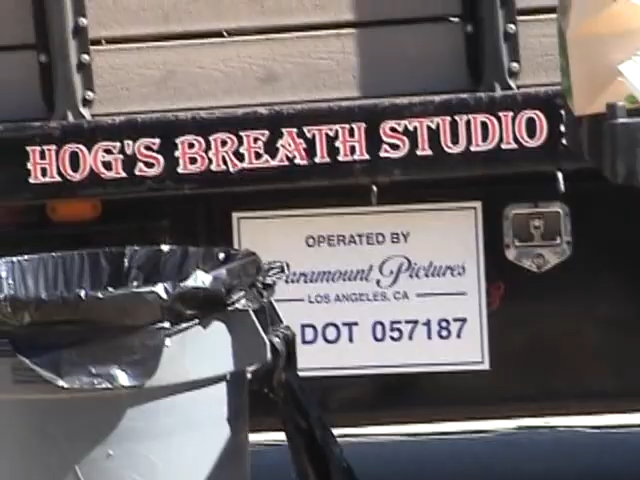 HOG'S BREATH STUDIO
OPERATED BY
Paramount Pictures
LOS ANGELES, CA
DOT 057187